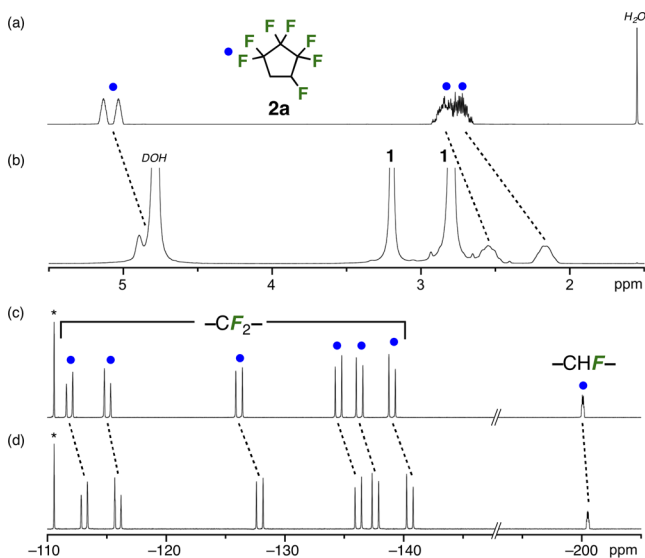 (a)
H2O
F F F F F F F
2a
(b)
DOH
1
1
5 4 3 2 ppm
(c)
*
–CF2–
–CHF–
(d)
*
–110 –120 –130 –140 –200 ppm